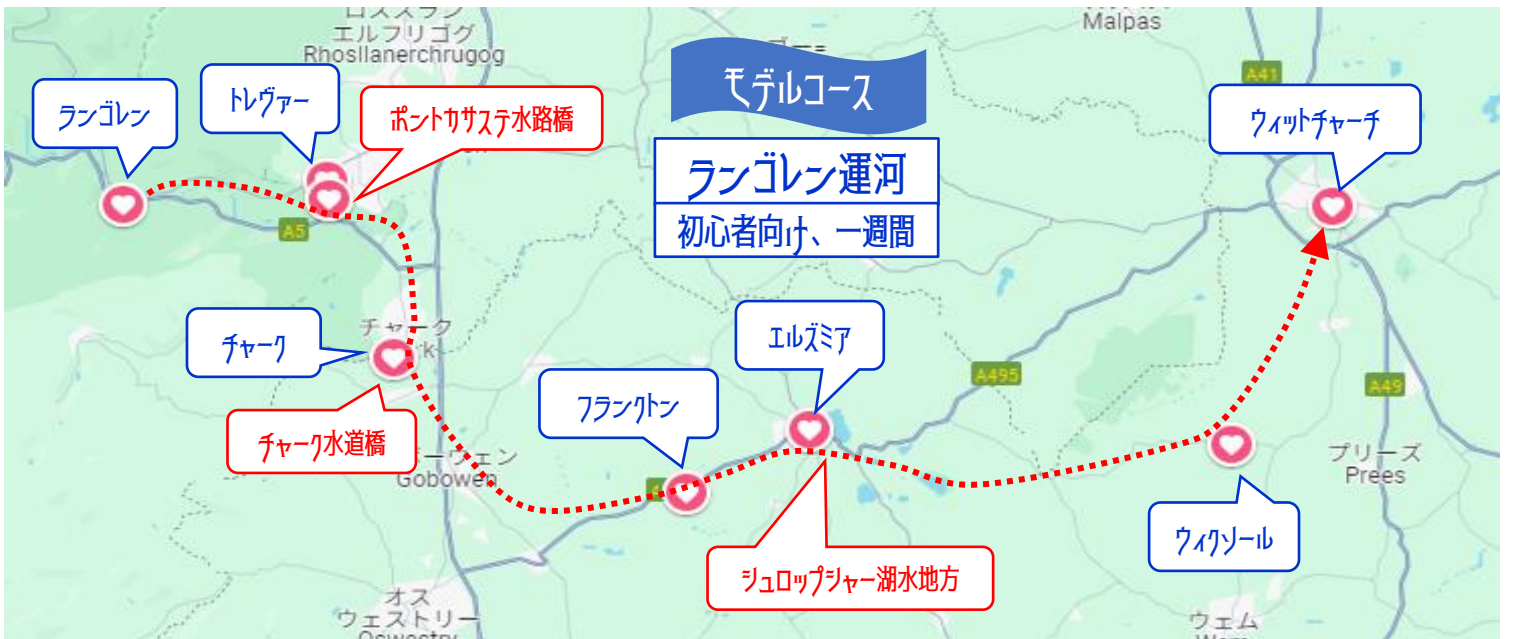 ロススラン
エルフリゴグ
Rhosllanerchrugog
Malpas
モデルコース
A41
ランゴレン
トレヴァー
ポントカサステ水路橋
ウィットチャーチ
ランゴレン運河
初心者向け、一週間
A5
チャーク
チャーク
エルズミア
A495
A49
フランクトン
チャーク水道橋
ーウェン
Gobowen
プリーズ
Prees
ウィクソール
シュロップシャー湖水地方
オス
ウェストリー
Oswestry
ウェム